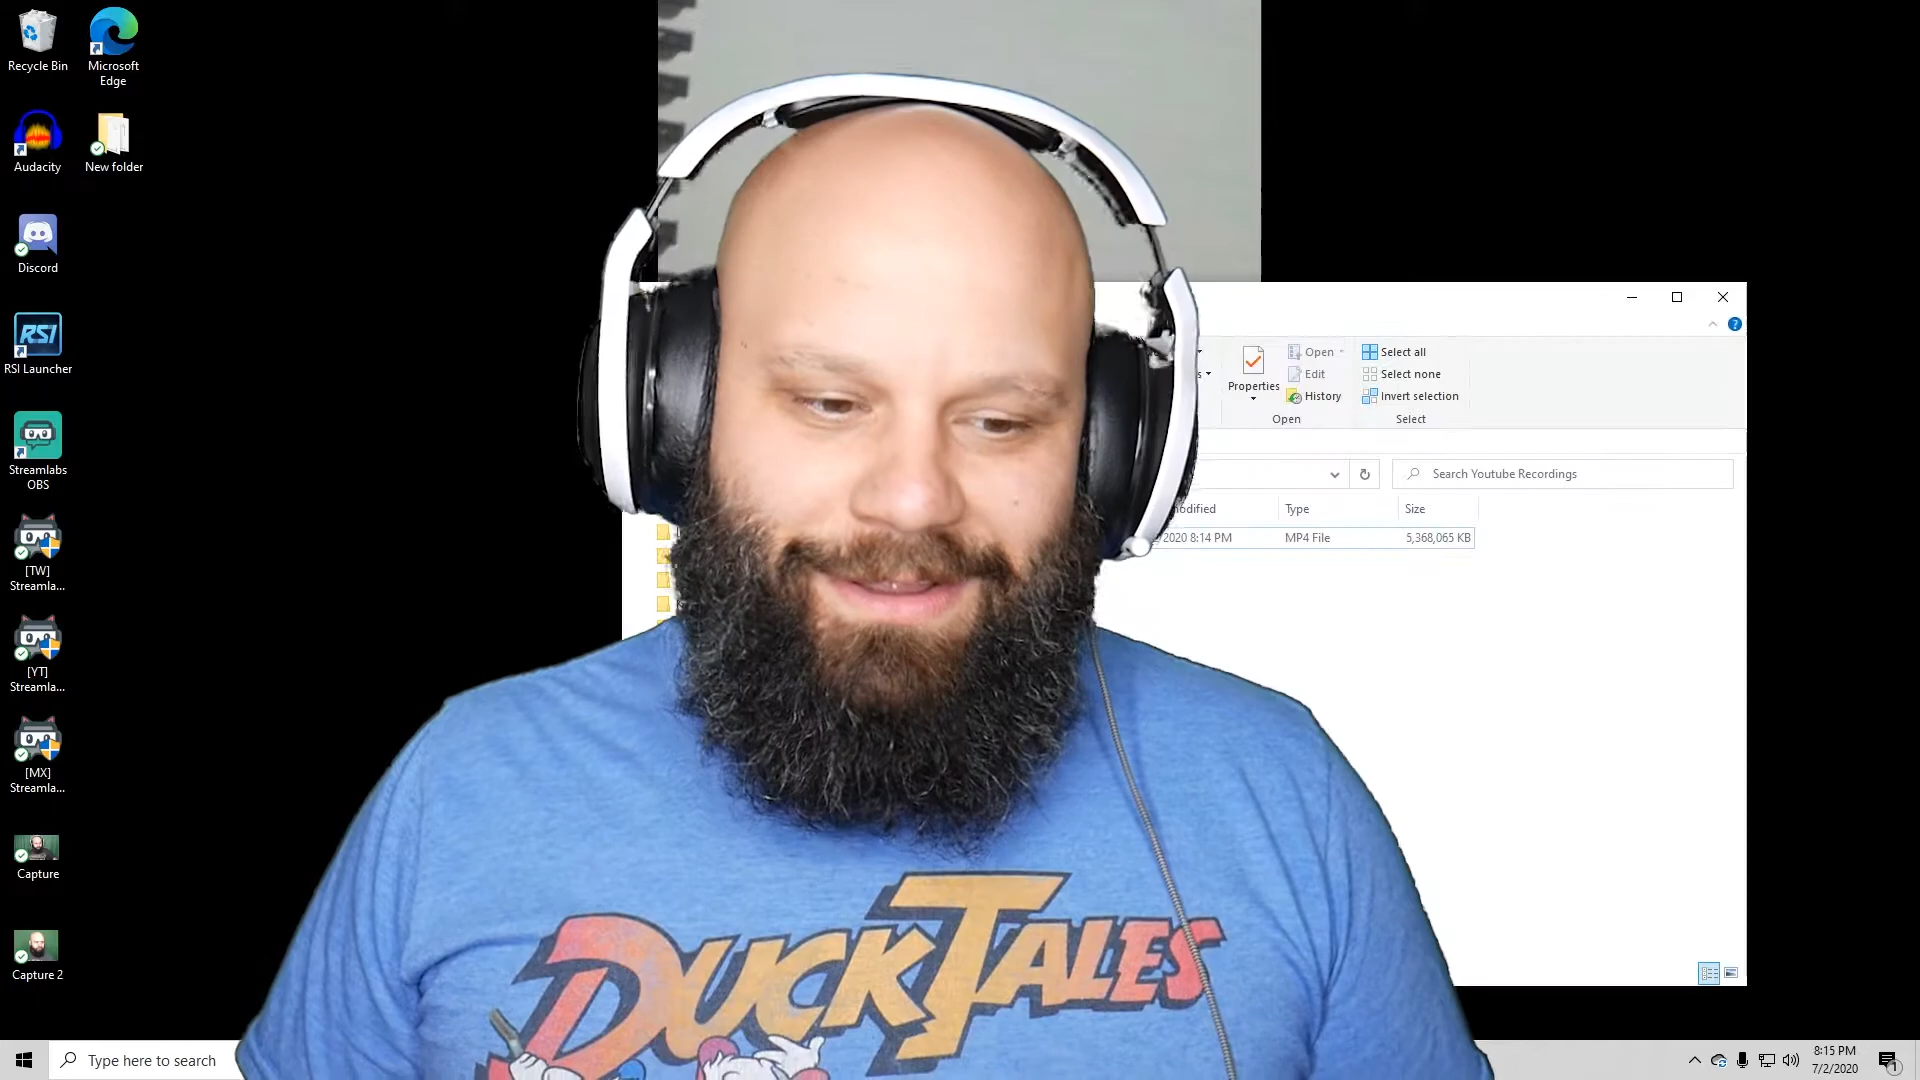 Recycle Bin
Microsoft
Edge
Audacity
New folder
Discord
RSI
RSI Launcher
Streamlabs
OBS
[TW]
Streamla...
[YT]
Streamla...
[MX]
Streamla...
Capture
Capture 2
Properties
Open
Edit
History
Open
Select all
Select none
Invert selection
Select
Search Youtube Recordings
Type
Size
2020 8:14 PM
MP4 File
5,368,065 KB
DUCKTALES
Type here to search
8:15 PM
7/2/2020
1